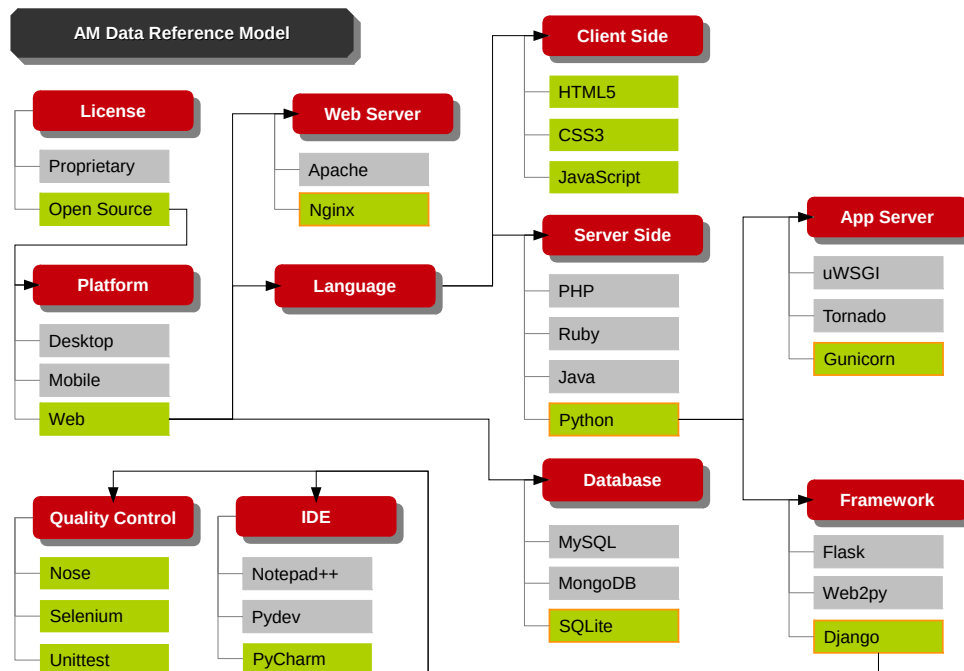 AM Data Reference Model
License
Proprietary
Open Source
Platform
Desktop
Mobile
Web
Web Server
Apache
Nginx
Language
Client Side
HTML5
CSS3
JavaScript
Server Side
PHP
Ruby
Java
Python
App Server
uWSGI
Tornado
Gunicorn
Database
MySQL
MongoDB
SQLite
Framework
Flask
Web2py
Django
Quality Control
Nose
Selenium
Unittest
IDE
Notepad++
Pydev
PyCharm